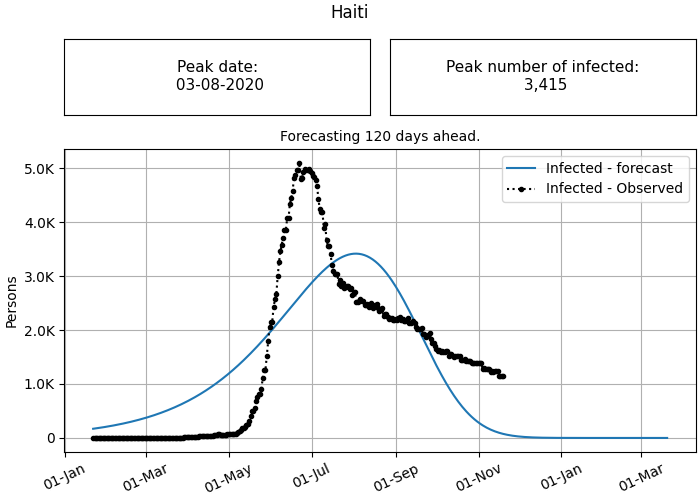 Haiti
Peak date:
03-08-2020
Peak number of infected:
3,415
Forecasting 120 days ahead.
Infected - forecast
Infected - Observed
Persons
5.0K
4.0K
3.0K
2.0K
1.0K
0
01-Jan
01-Mar
01-May
01-Jul
01-Sep
01-Nov
01-Jan
01-Mar